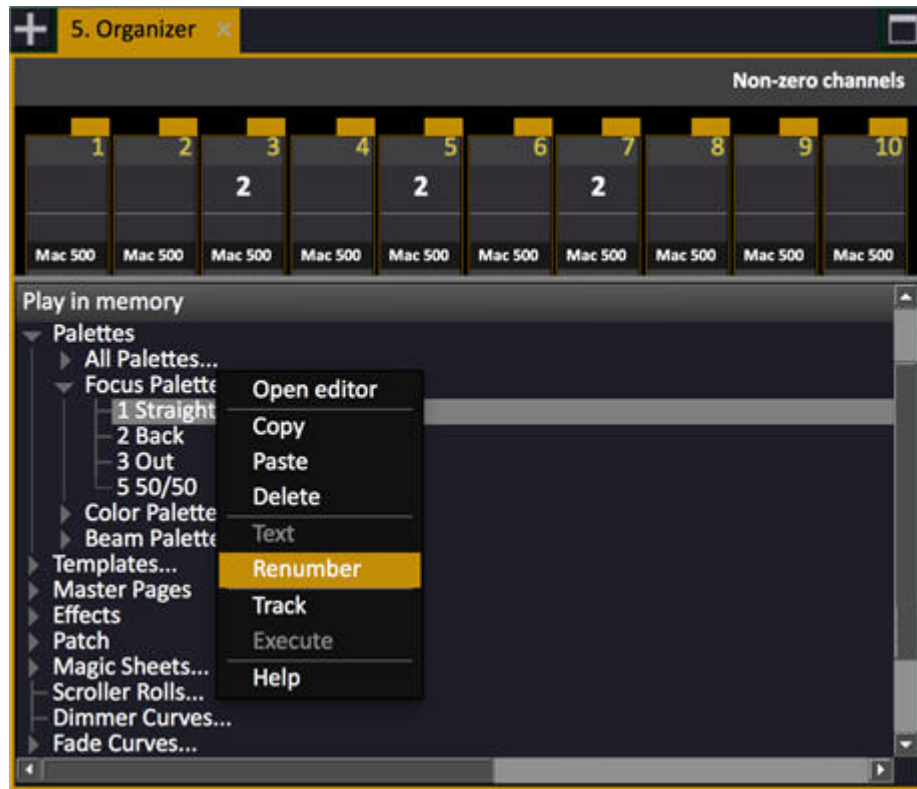 5. Organizer
Non-zero channels
1 2 3 4 5 6 7 8 9 10
2 2 2
Mac 500 Mac 500 Mac 500 Mac 500 Mac 500 Mac 500 Mac 500 Mac 500 Mac 500 Mac 500
Play in memory
Palettes
All Palettes...
Focus Palette
1 Straight
2 Back
3 Out
5 50/50
Color Palette
Beam Palette
Templates...
Master Pages
Effects
Patch
Magic Sheets...
Scroller Rolls...
Dimmer Curves...
Fade Curves...
Open editor
Copy
Paste
Delete
Text
Renumber
Track
Execute
Help